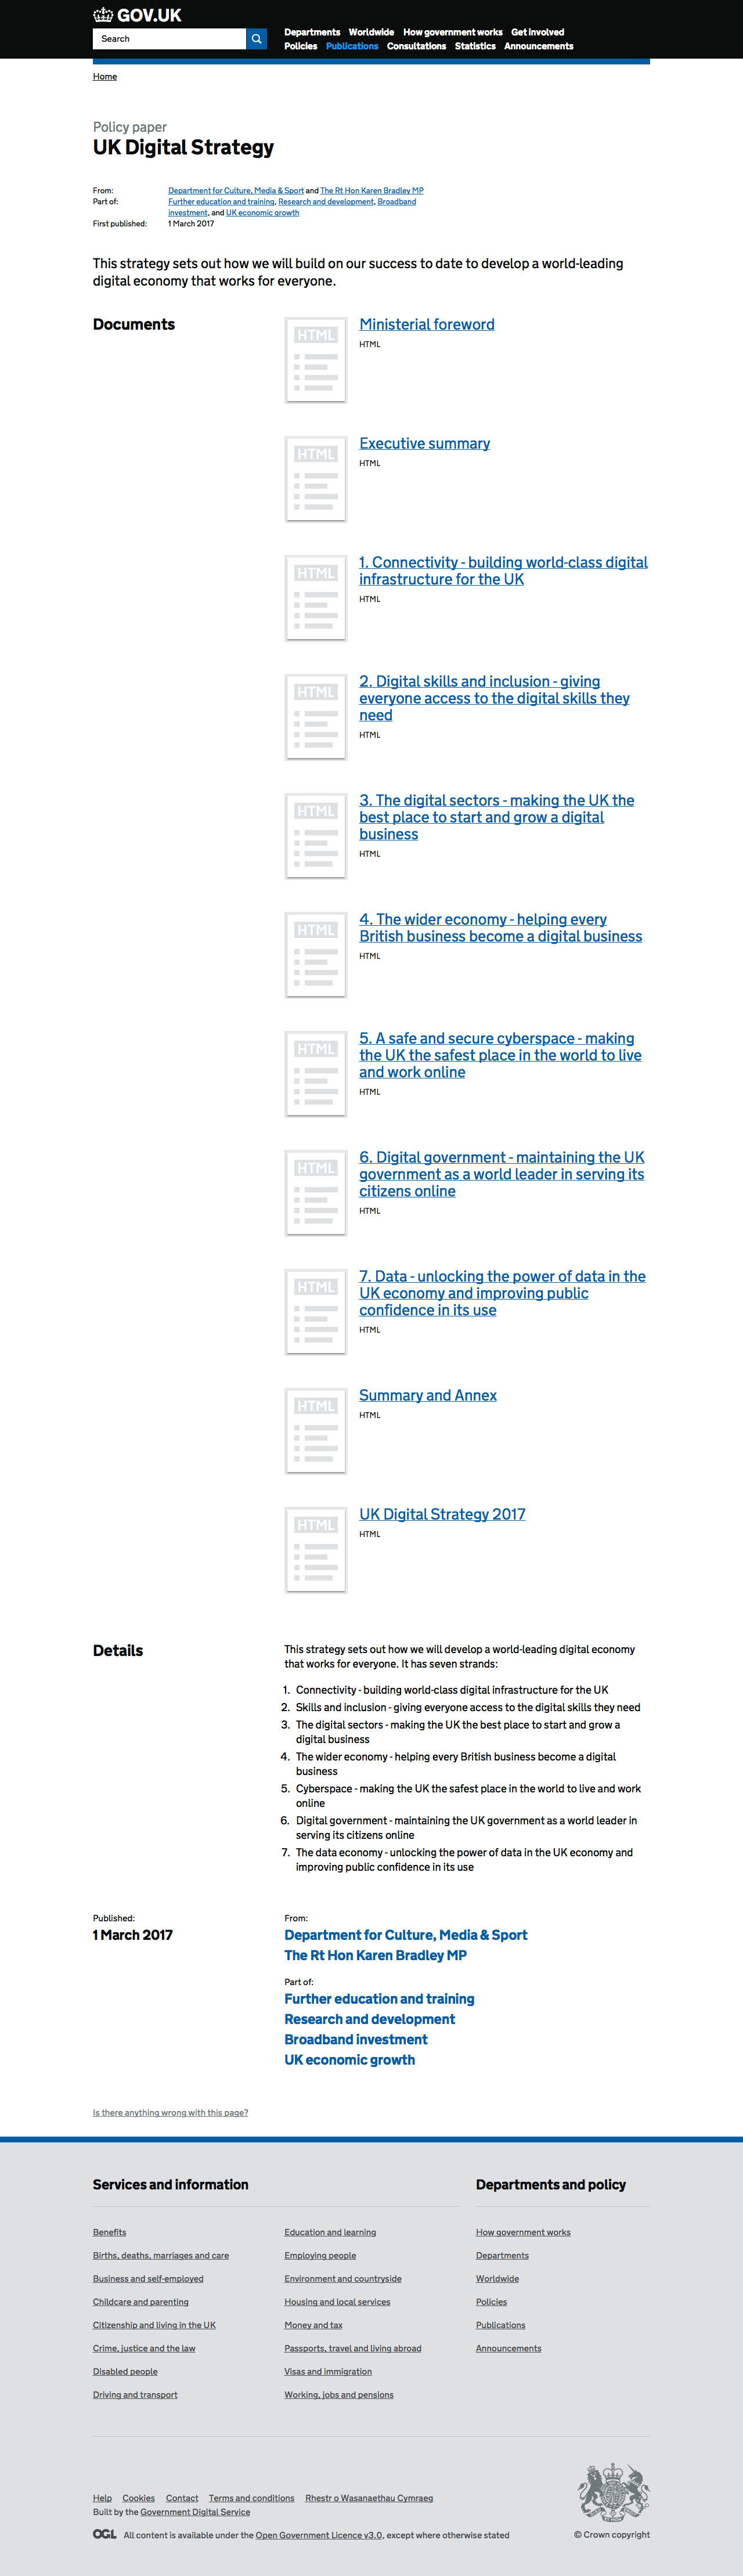 GOV.UK
Search
Departments Worldwide How government works Get involved
Policies Publications Consultations Statistics Announcements
Home
Policy paper
UK Digital Strategy
From: Department for Culture, Media & Sport and The Rt Hon Karen Bradley MP
Part of: Further education and training, Research and development, Broadband
investment, and UK economic growth
First published: 1 March 2017
This strategy sets out how we will build on our success to date to develop a world-leading
digital economy that works for everyone.
Documents
HTML
Ministerial foreword
HTML
HTML
Executive summary
HTML
HTML
1. Connectivity - building world-class digital
infrastructure for the UK
HTML
HTML
2. Digital skills and inclusion - giving
everyone access to the digital skills they
need
HTML
HTML
3. The digital sectors - making the UK the
best place to start and grow a digital
business
HTML
HTML
4. The wider economy - helping every
British business become a digital business
HTML
HTML
5. A safe and secure cyberspace - making
the UK the safest place in the world to live
and work online
HTML
HTML
6. Digital government - maintaining the UK
government as a world leader in serving its
citizens online
HTML
HTML
7. Data - unlocking the power of data in the
UK economy and improving public
confidence in its use
HTML
HTML
Summary and Annex
HTML
HTML
UK Digital Strategy 2017
HTML
Details
This strategy sets out how we will develop a world-leading digital economy
that works for everyone. It has seven strands:
1. Connectivity - building world-class digital infrastructure for the UK
2. Skills and inclusion - giving everyone access to the digital skills they need
3. The digital sectors - making the UK the best place to start and grow a
digital business
4. The wider economy - helping every British business become a digital
business
5. Cyberspace - making the UK the safest place in the world to live and work
online
6. Digital government - maintaining the UK government as a world leader in
serving its citizens online
7. The data economy - unlocking the power of data in the UK economy and
improving public confidence in its use
Published:
1 March 2017
From:
Department for Culture, Media & Sport
The Rt Hon Karen Bradley MP
Part of:
Further education and training
Research and development
Broadband investment
UK economic growth
Is there anything wrong with this page?
Services and information
Benefits
Births, deaths, marriages and care
Business and self-employed
Childcare and parenting
Citizenship and living in the UK
Crime, justice and the law
Disabled people
Driving and transport
Education and learning
Employing people
Environment and countryside
Housing and local services
Money and tax
Passports, travel and living abroad
Visas and immigration
Working, jobs and pensions
Departments and policy
How government works
Departments
Worldwide
Policies
Publications
Announcements
Help Cookies Contact Terms and conditions Rhestr o Wasanaethau Cymraeg
Built by the Government Digital Service
OGL All content is available under the Open Government Licence v3.0, except where otherwise stated
© Crown copyright